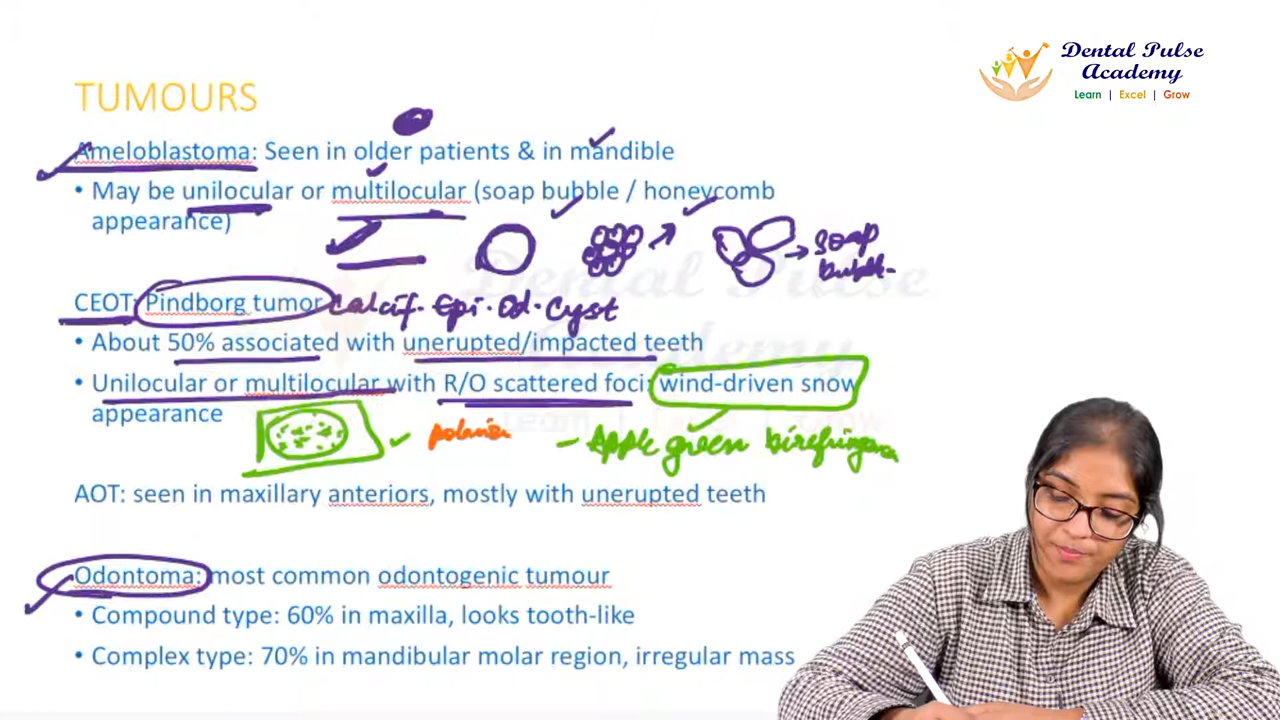 Dental Pulse
Academy
Learn | Excel | Grow
TUMOURS
Ameloblastoma: Seen in older patients & in mandible
• May be unilocular or multilocular (soap bubble / honeycomb
appearance)
soap
bubble
CEOT: Pindborg tumor calcif. Epi. Od. Cyst
• About 50% associated with unerupted/impacted teeth
• Unilocular or multilocular with R/O scattered foci: wind-driven snow
appearance
- Apple green birefringence
AOT: seen in maxillary anteriors, mostly with unerupted teeth
Odontoma: most common odontogenic tumour
• Compound type: 60% in maxilla, looks tooth-like
• Complex type: 70% in mandibular molar region, irregular mass
Dental Pulse
Academy